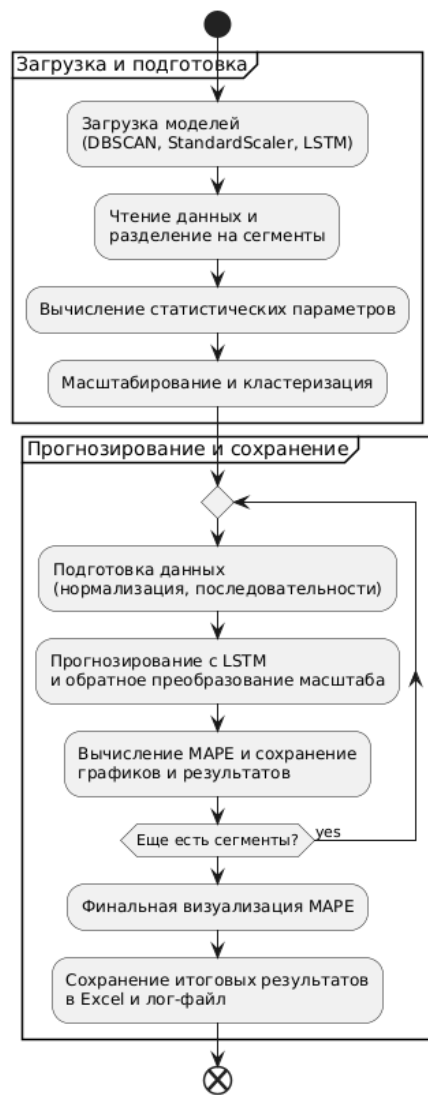 Загрузка и подготовка
Загрузка моделей
(DBSCAN, StandardScaler, LSTM)
Чтение данных и
разделение на сегменты
Вычисление статистических параметров
Масштабирование и кластеризация
Прогнозирование и сохранение
Подготовка данных
(нормализация, последовательности)
Прогнозирование с LSTM
и обратное преобразование масштаба
Вычисление MAPE и сохранение
графиков и результатов
Еще есть сегменты?
yes
Финальная визуализация MAPE
Сохранение итоговых результатов
в Excel и лог-файл